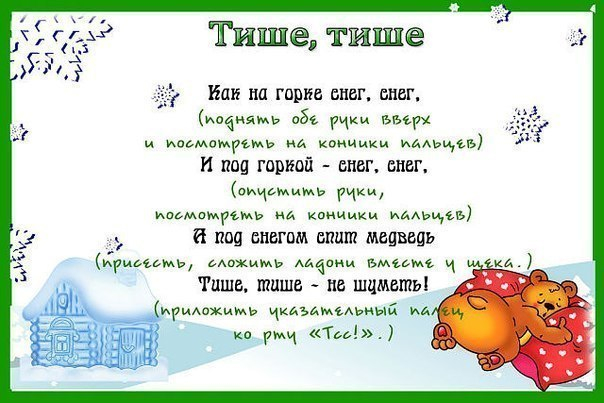 Тише, тише
Как на горке снег, снег,
(поднять обе руки вверх
и посмотреть на кончики пальцев)
И под горкой - снег, снег,
(опустить руки,
посмотреть на кончики пальцев)
А под снегом спит медведь
(присесть, сложить ладони вместе у щека.)
Тише, тише - не шуметь!
(приложить указательный палец,
ко рту «Тсс!».)